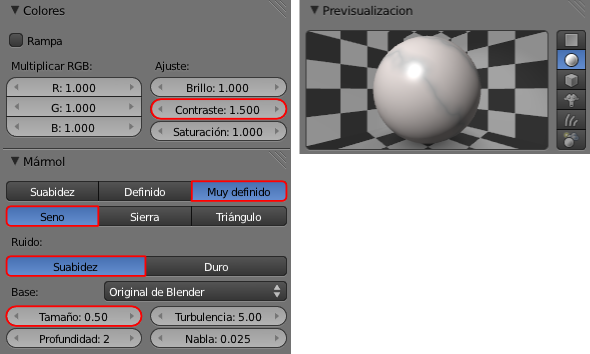 Colores
Rampa
Multiplicar RGB:
Ajuste:
R: 1.000
G: 1.000
B: 1.000
Brillo: 1.000
Contraste: 1.500
Saturación: 1.000
Mármol
Suabidez Definido Muy definido
Seno Sierra Triángulo
Ruido:
Suabidez Duro
Base: Original de Blender
Tamaño: 0.50 Turbulencia: 5.00
Profundidad: 2 Nabla: 0.025
Previsualizacion